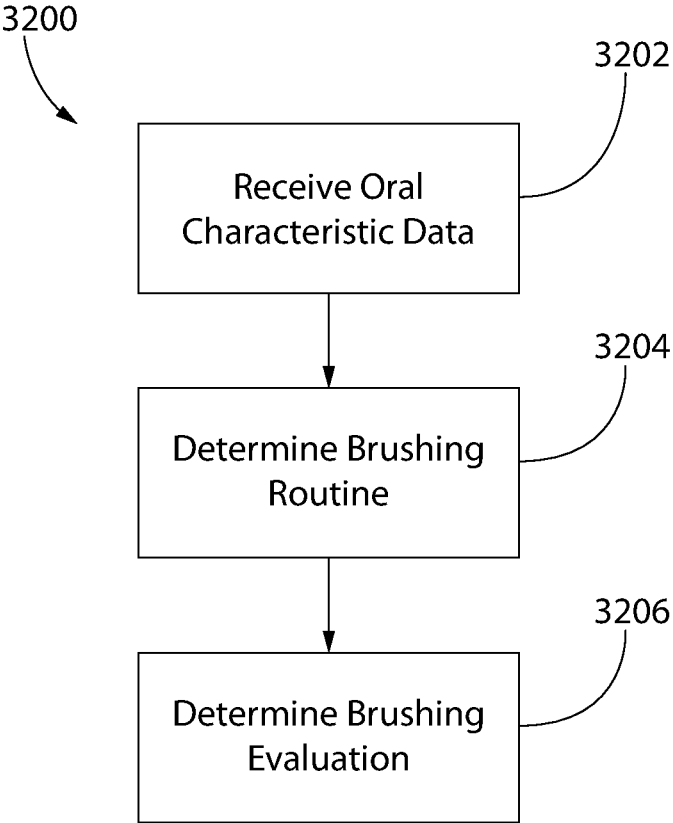 3200
3202
Receive Oral
Characteristic Data
3204
Determine Brushing
Routine
3206
Determine Brushing
Evaluation